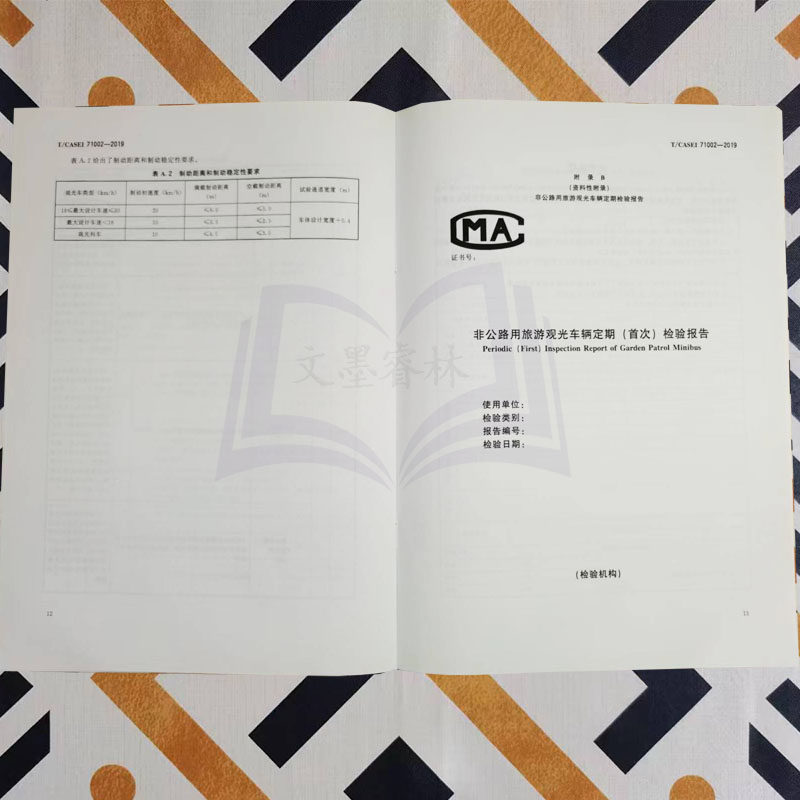 T/CASEI 71002—2019
表 A.2 给出了制动距离和制动稳定性要求。
表 A.2 制动距离和制动稳定性要求
观光车类型（km/h） 制动初速度（km/h） 满载制动距离（m） 空载制动距离（m） 试验通道宽度（m）
最大设计车速 20
最大设计车速 车体设计宽度+0.4
观光列车
12
文墨睿林
T/CASEI 71002—2019
附 录 B
（资料性附录）
非公路用旅游观光车辆定期检验报告
MA
证书号：
非公路用旅游观光车辆定期（首次）检验报告
Periodic (First) Inspection Report of Garden Patrol Minibus
使用单位：
检验类别：
报告编号：
检验日期：
（检验机构）
13